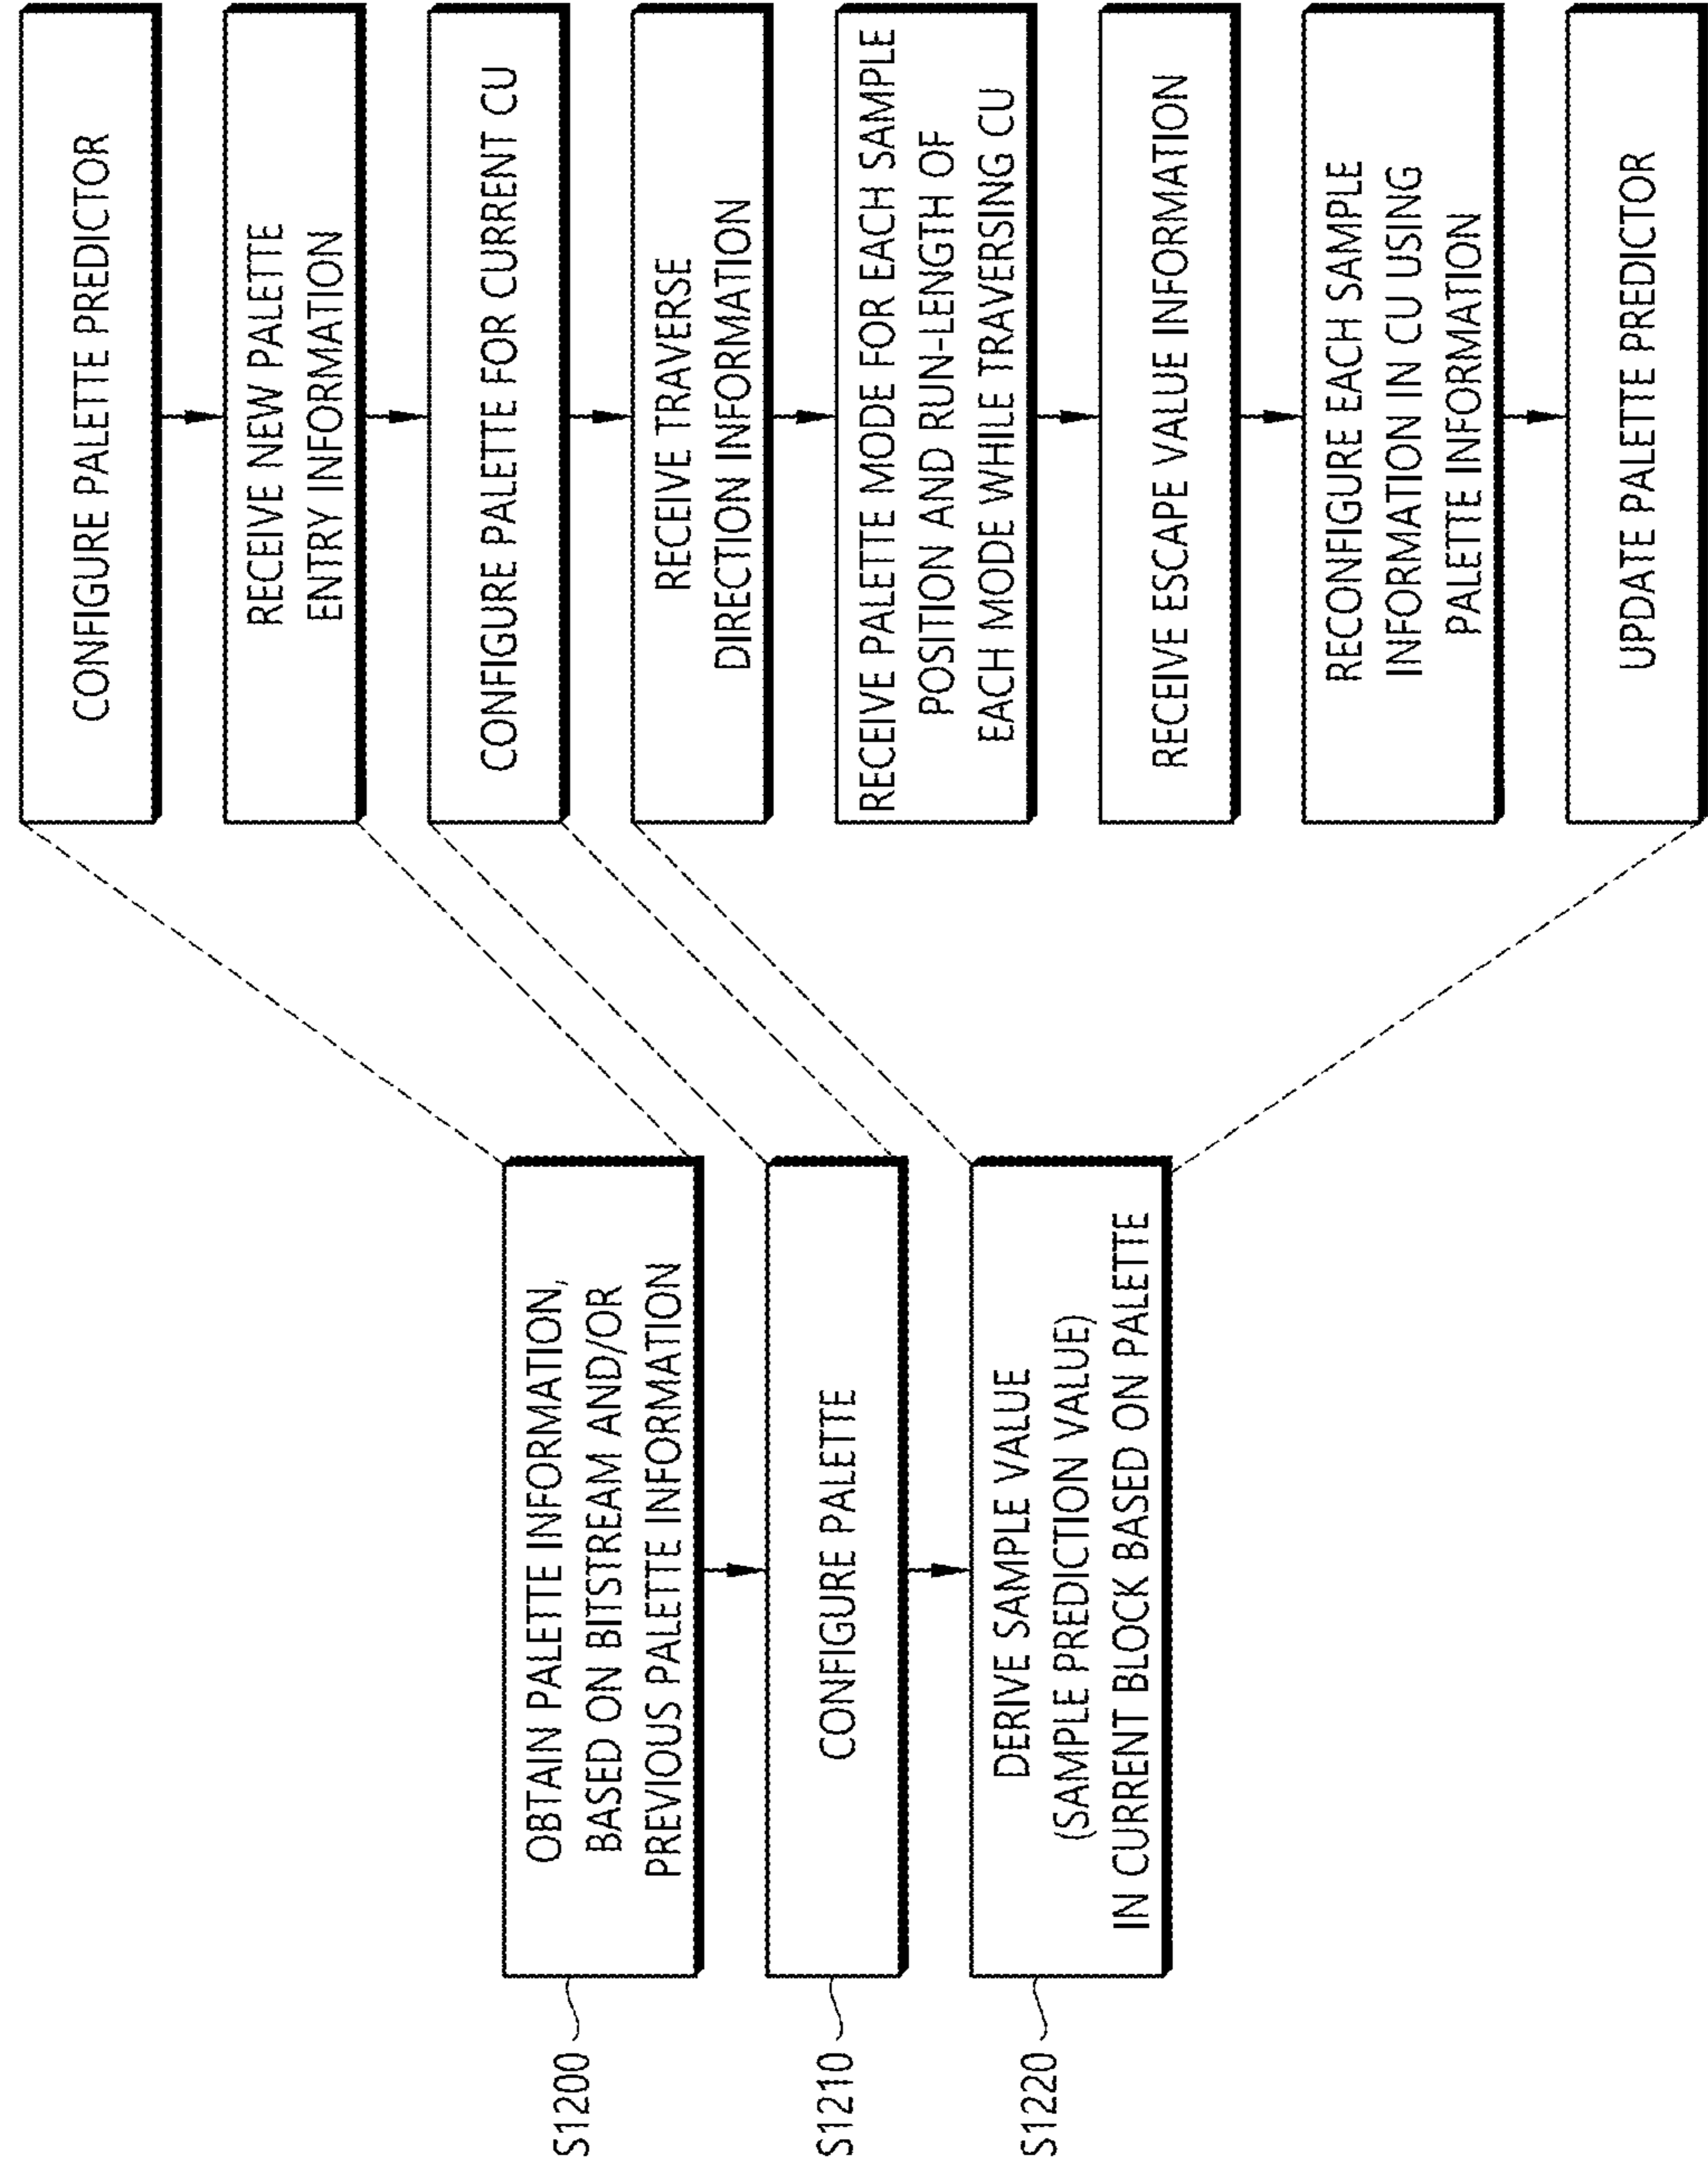 S1200
OBTAIN PALETTE INFORMATION,
BASED ON BITSTREAM AND/OR
PREVIOUS PALETTE INFORMATION
S1210
CONFIGURE PALETTE
S1220
DERIVE SAMPLE VALUE
(SAMPLE PREDICTION VALUE)
IN CURRENT BLOCK BASED ON PALETTE
CONFIGURE PALETTE PREDICTOR
RECEIVE NEW PALETTE
ENTRY INFORMATION
CONFIGURE PALETTE FOR CURRENT CU
RECEIVE TRAVERSE
DIRECTION INFORMATION
RECEIVE PALETTE MODE FOR EACH SAMPLE
POSITION AND RUN-LENGTH OF
EACH MODE WHILE TRAVERSING CU
RECEIVE ESCAPE VALUE INFORMATION
RECONFIGURE EACH SAMPLE
INFORMATION IN CU USING
PALETTE INFORMATION
UPDATE PALETTE PREDICTOR